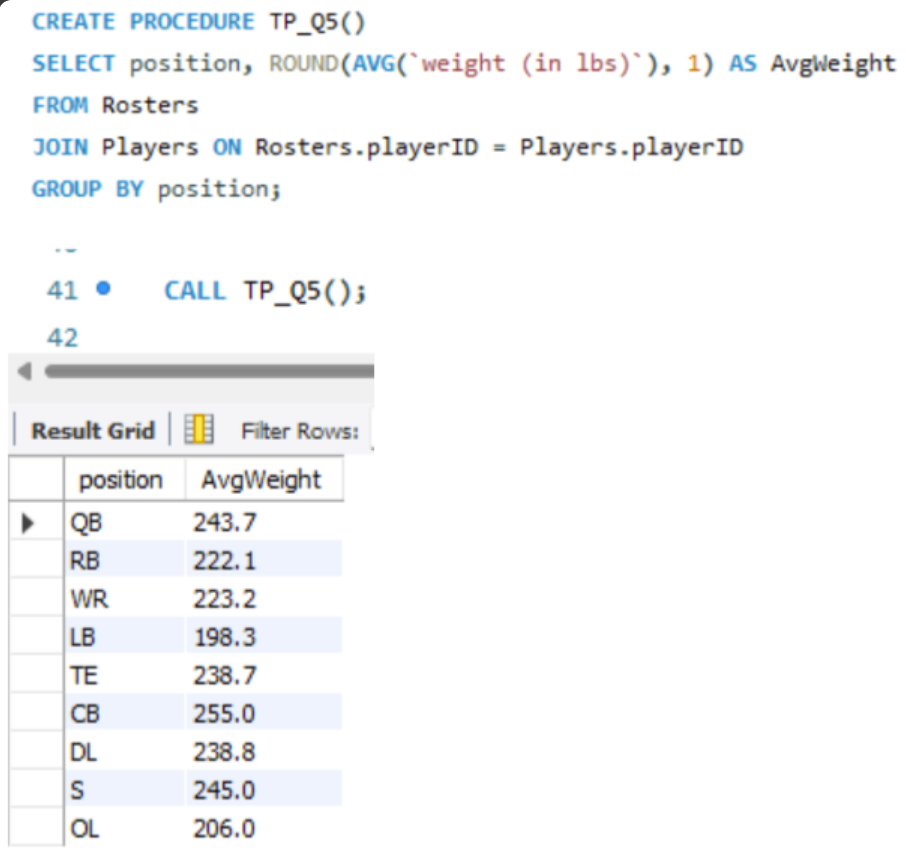 CREATE PROCEDURE TP_Q5()
SELECT position, ROUND(AVG(`weight (in lbs)`), 1) AS AvgWeight
FROM Rosters
JOIN Players ON Rosters.playerID = Players.playerID
GROUP BY position;
41 CALL TP_Q5();
42
Result Grid Filter Rows:
position AvgWeight
QB 243.7
RB 222.1
WR 223.2
LB 198.3
TE 238.7
CB 255.0
DL 238.8
S 245.0
OL 206.0